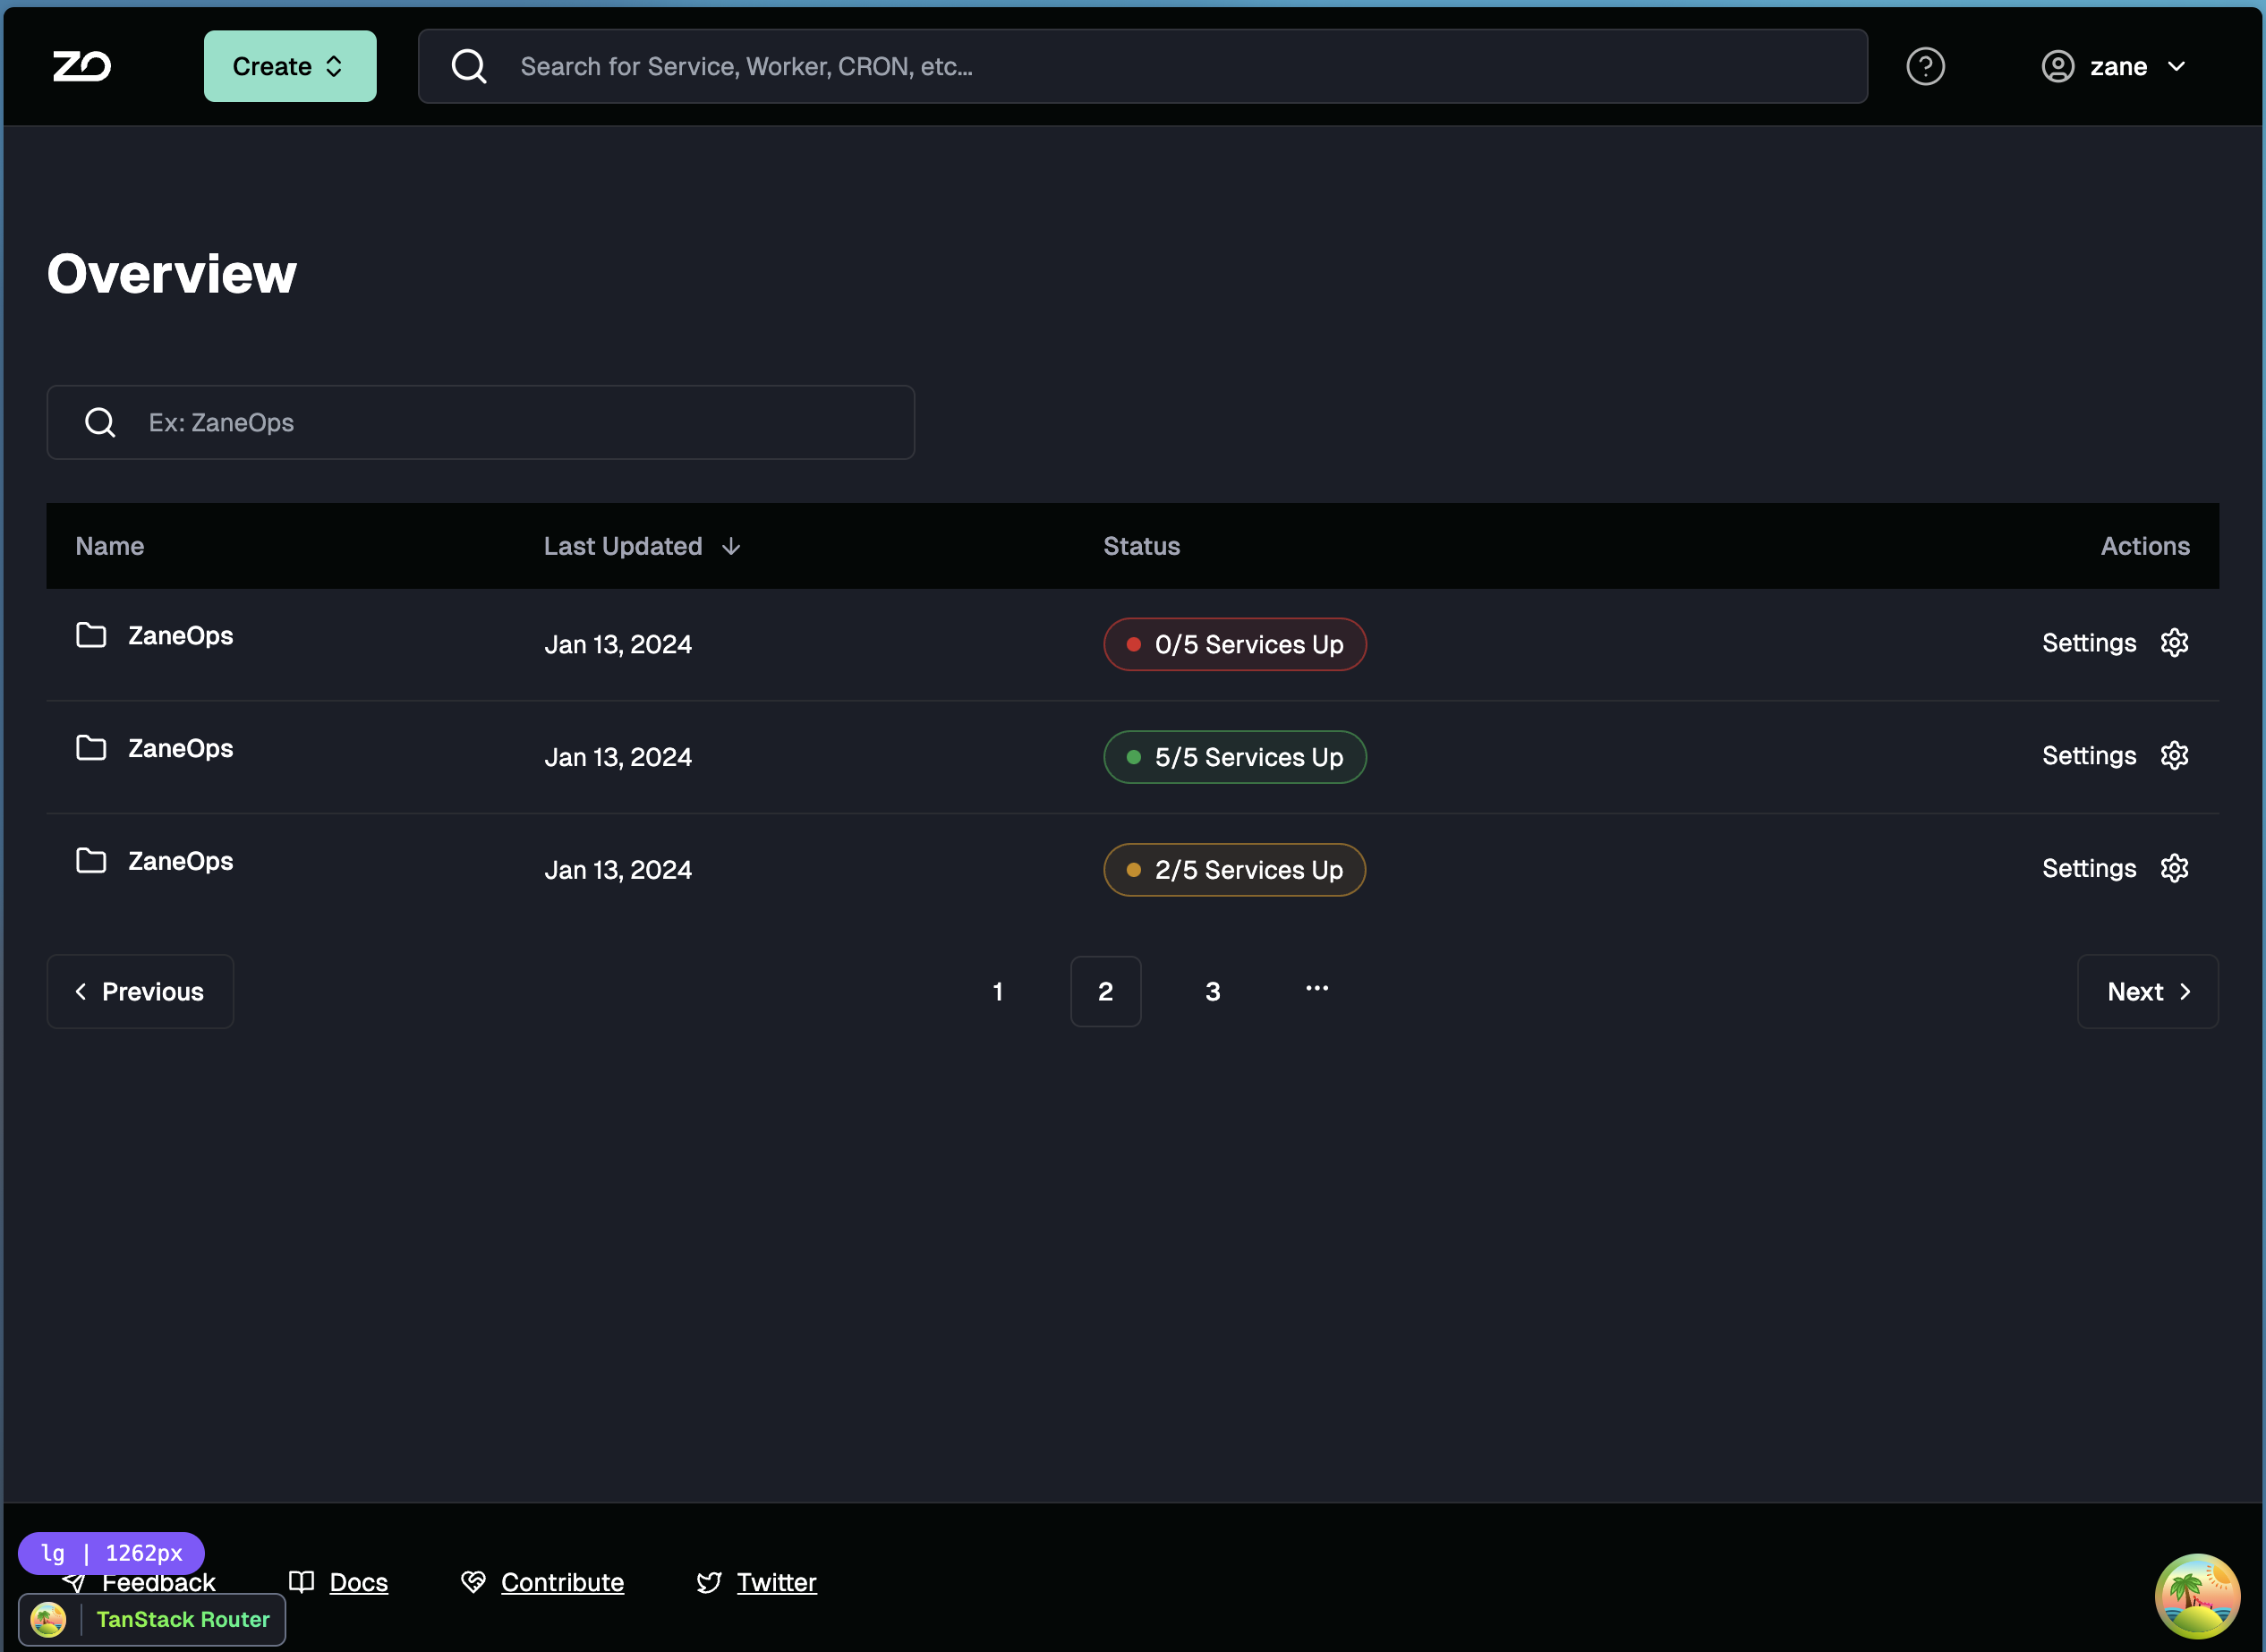 ZO
Create
Search for Service, Worker, CRON, etc...
zane
Overview
Ex: ZaneOps
Name Last Updated Status Actions
ZaneOps Jan 13, 2024 0/5 Services Up Settings
ZaneOps Jan 13, 2024 5/5 Services Up Settings
ZaneOps Jan 13, 2024 2/5 Services Up Settings
Previous 1 2 3 ... Next
lg | 1262px
Feedback Docs Contribute Twitter
TanStack Router